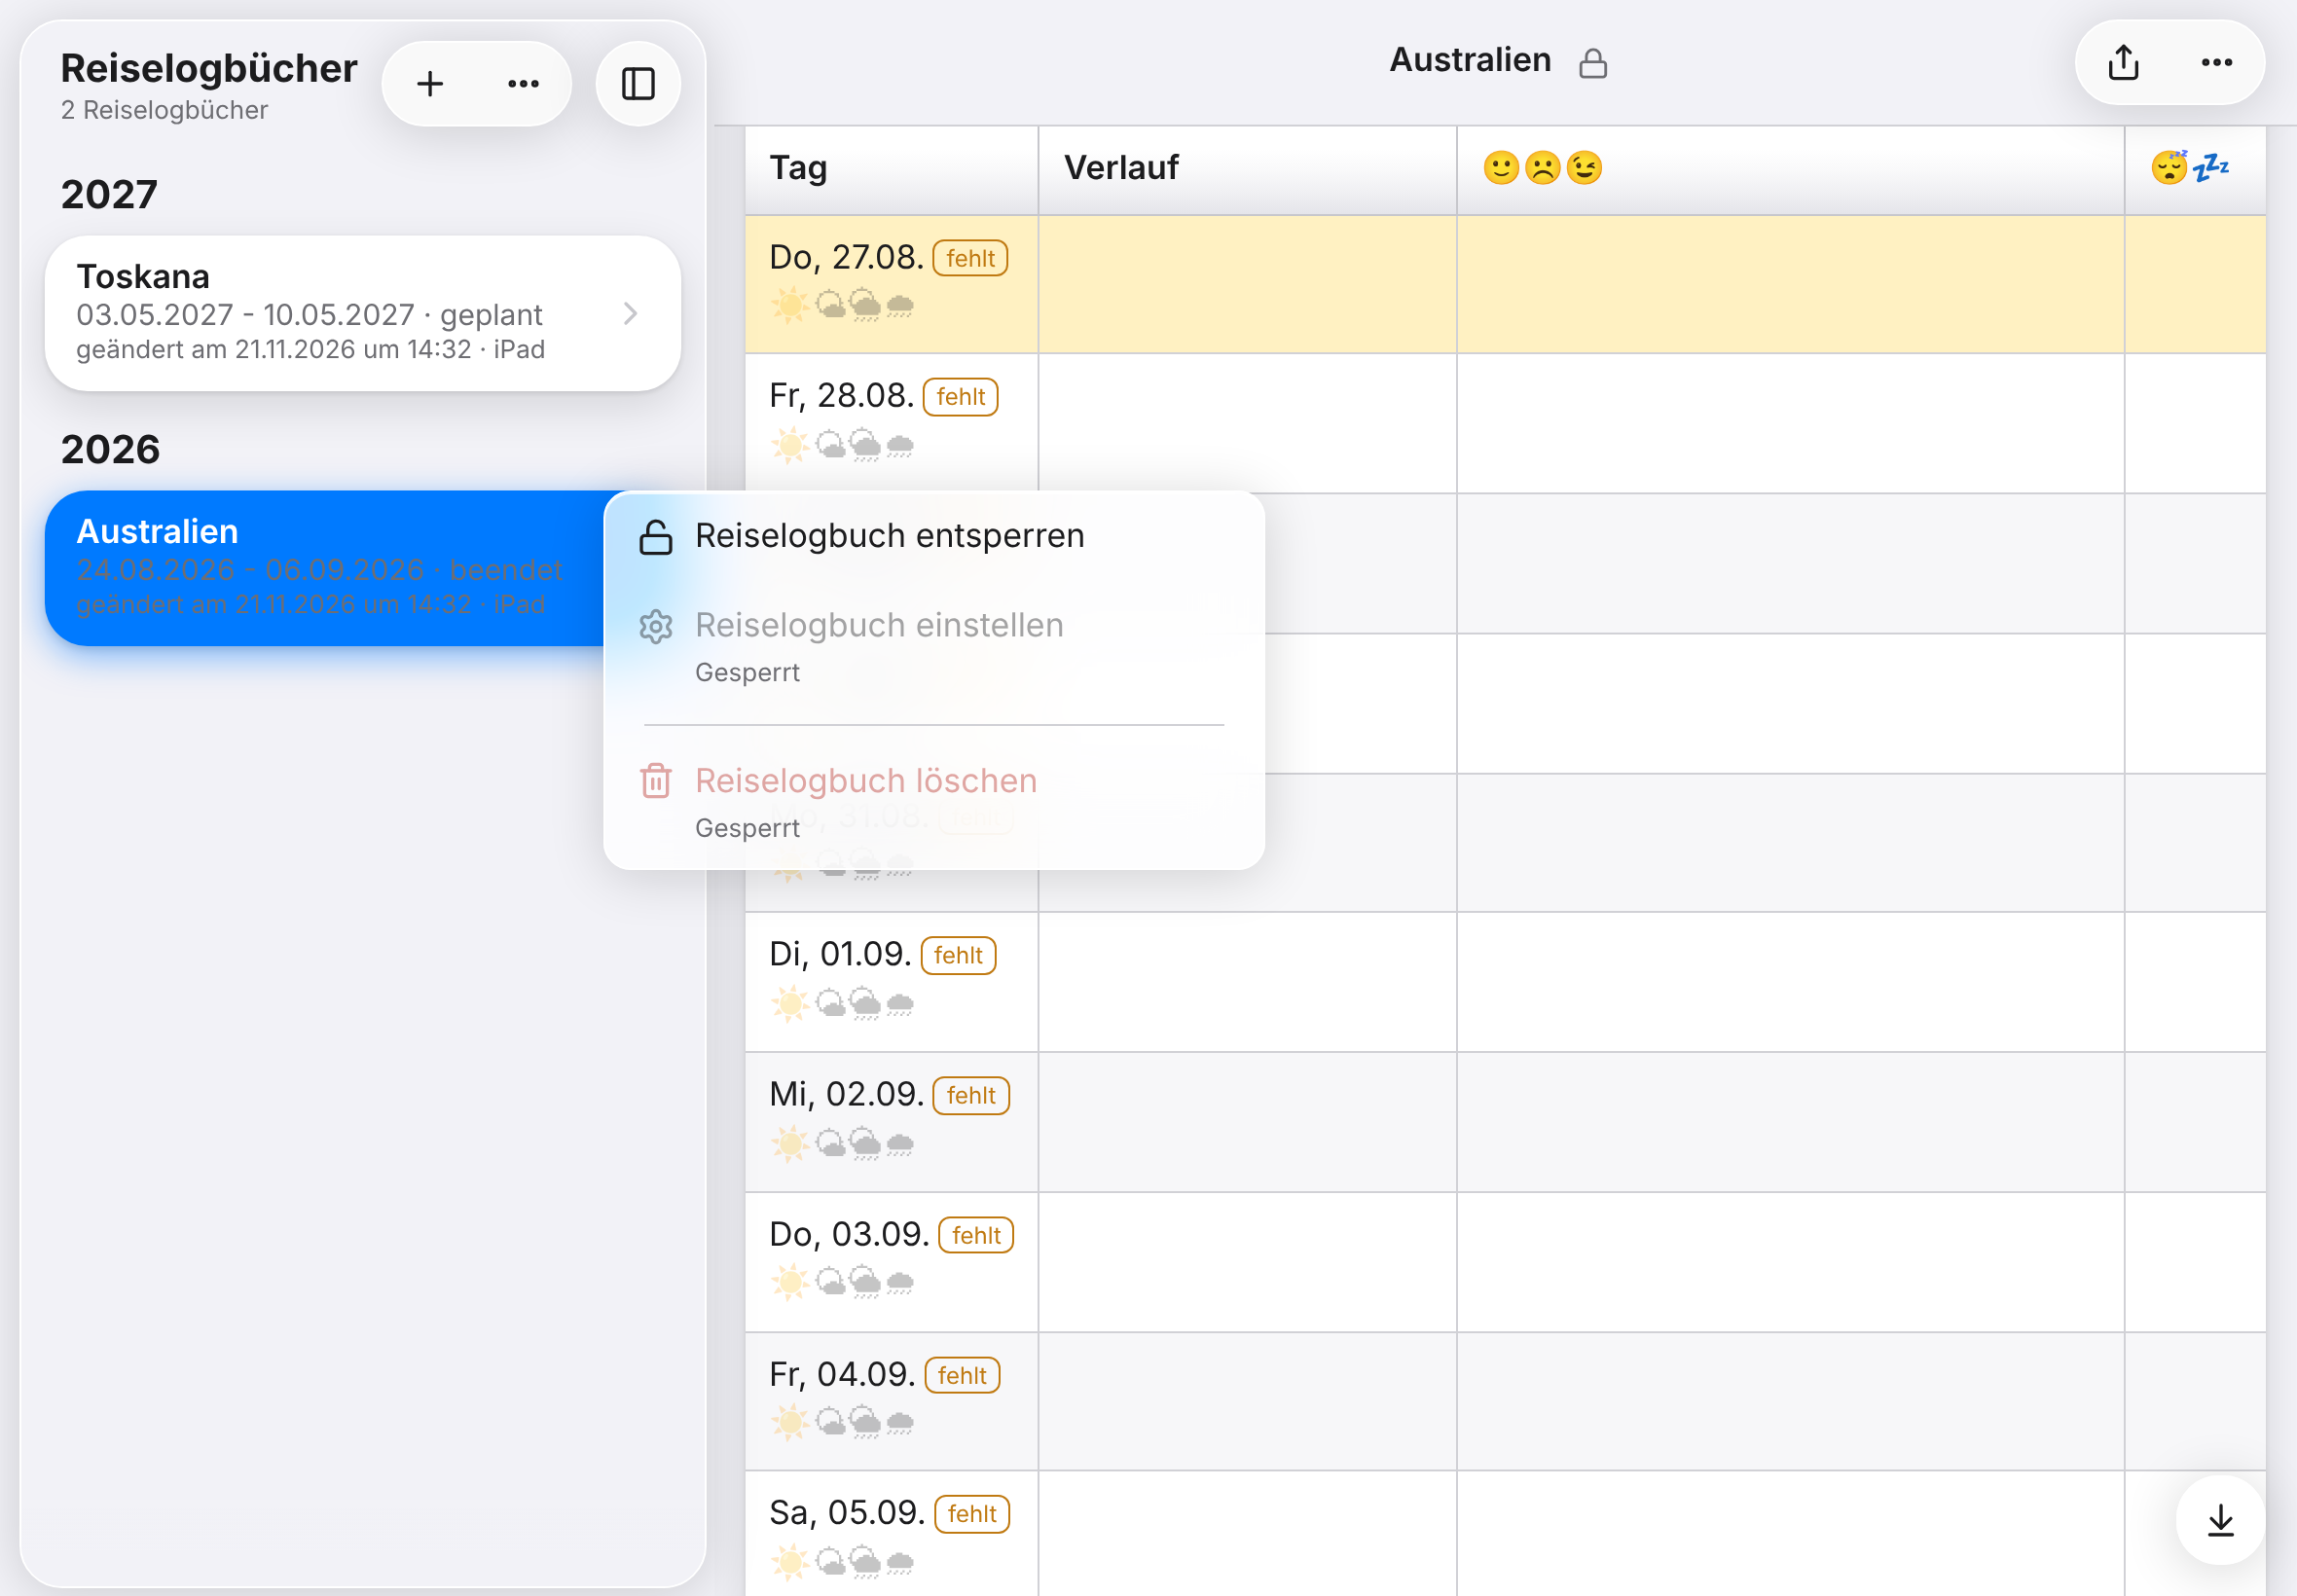 Reiselogbücher
2 Reiselogbücher
2027
Toskana
03.05.2027 - 10.05.2027 · geplant
geändert am 21.11.2026 um 14:32 · iPad
2026
Australien
24.08.2026 - 06.09.2026 · beendet
geändert am 21.11.2026 um 14:32 · iPad
Reiselogbuch entsperren
Reiselogbuch einstellen
Gesperrt
Reiselogbuch löschen
Gesperrt
Australien
Tag Verlauf 🙂☹️😉 😴💤
Do, 27.08. fehlt
Fr, 28.08. fehlt
Mo, 31.08. fehlt
Di, 01.09. fehlt
Mi, 02.09. fehlt
Do, 03.09. fehlt
Fr, 04.09. fehlt
Sa, 05.09. fehlt